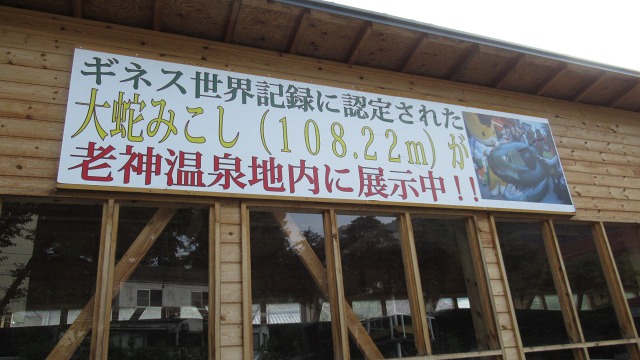 ギネス世界記録に認定された
大蛇みこし(108.22m)が
老神温泉地内に展示中!!